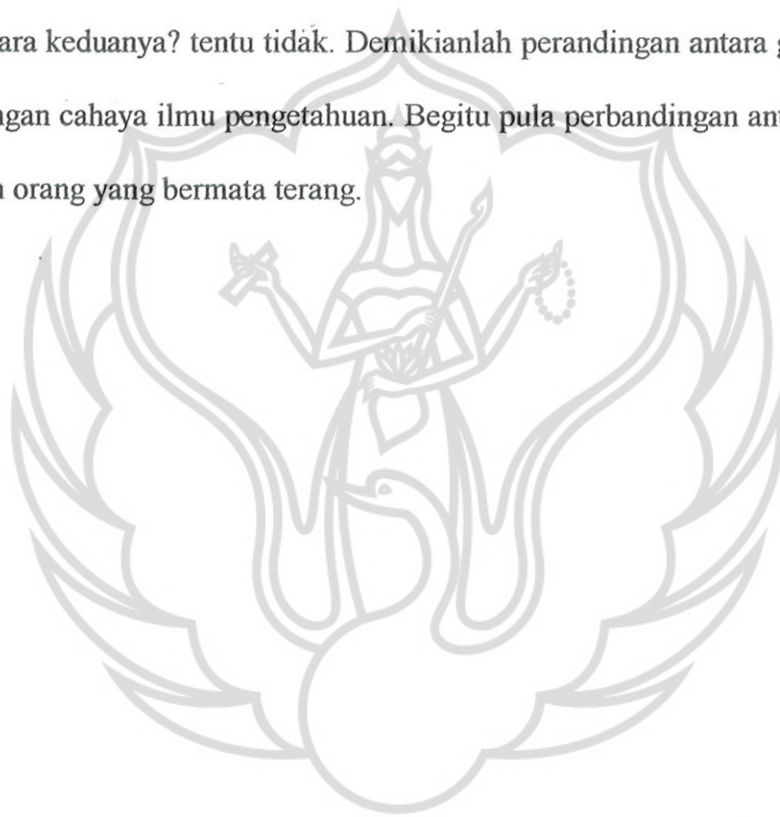 ara keduanya? tentu tidak. Demikianlah perandingan antara
ngan cahaya ilmu pengetahuan. Begitu pula perbandingan an
orang yang bermata terang.